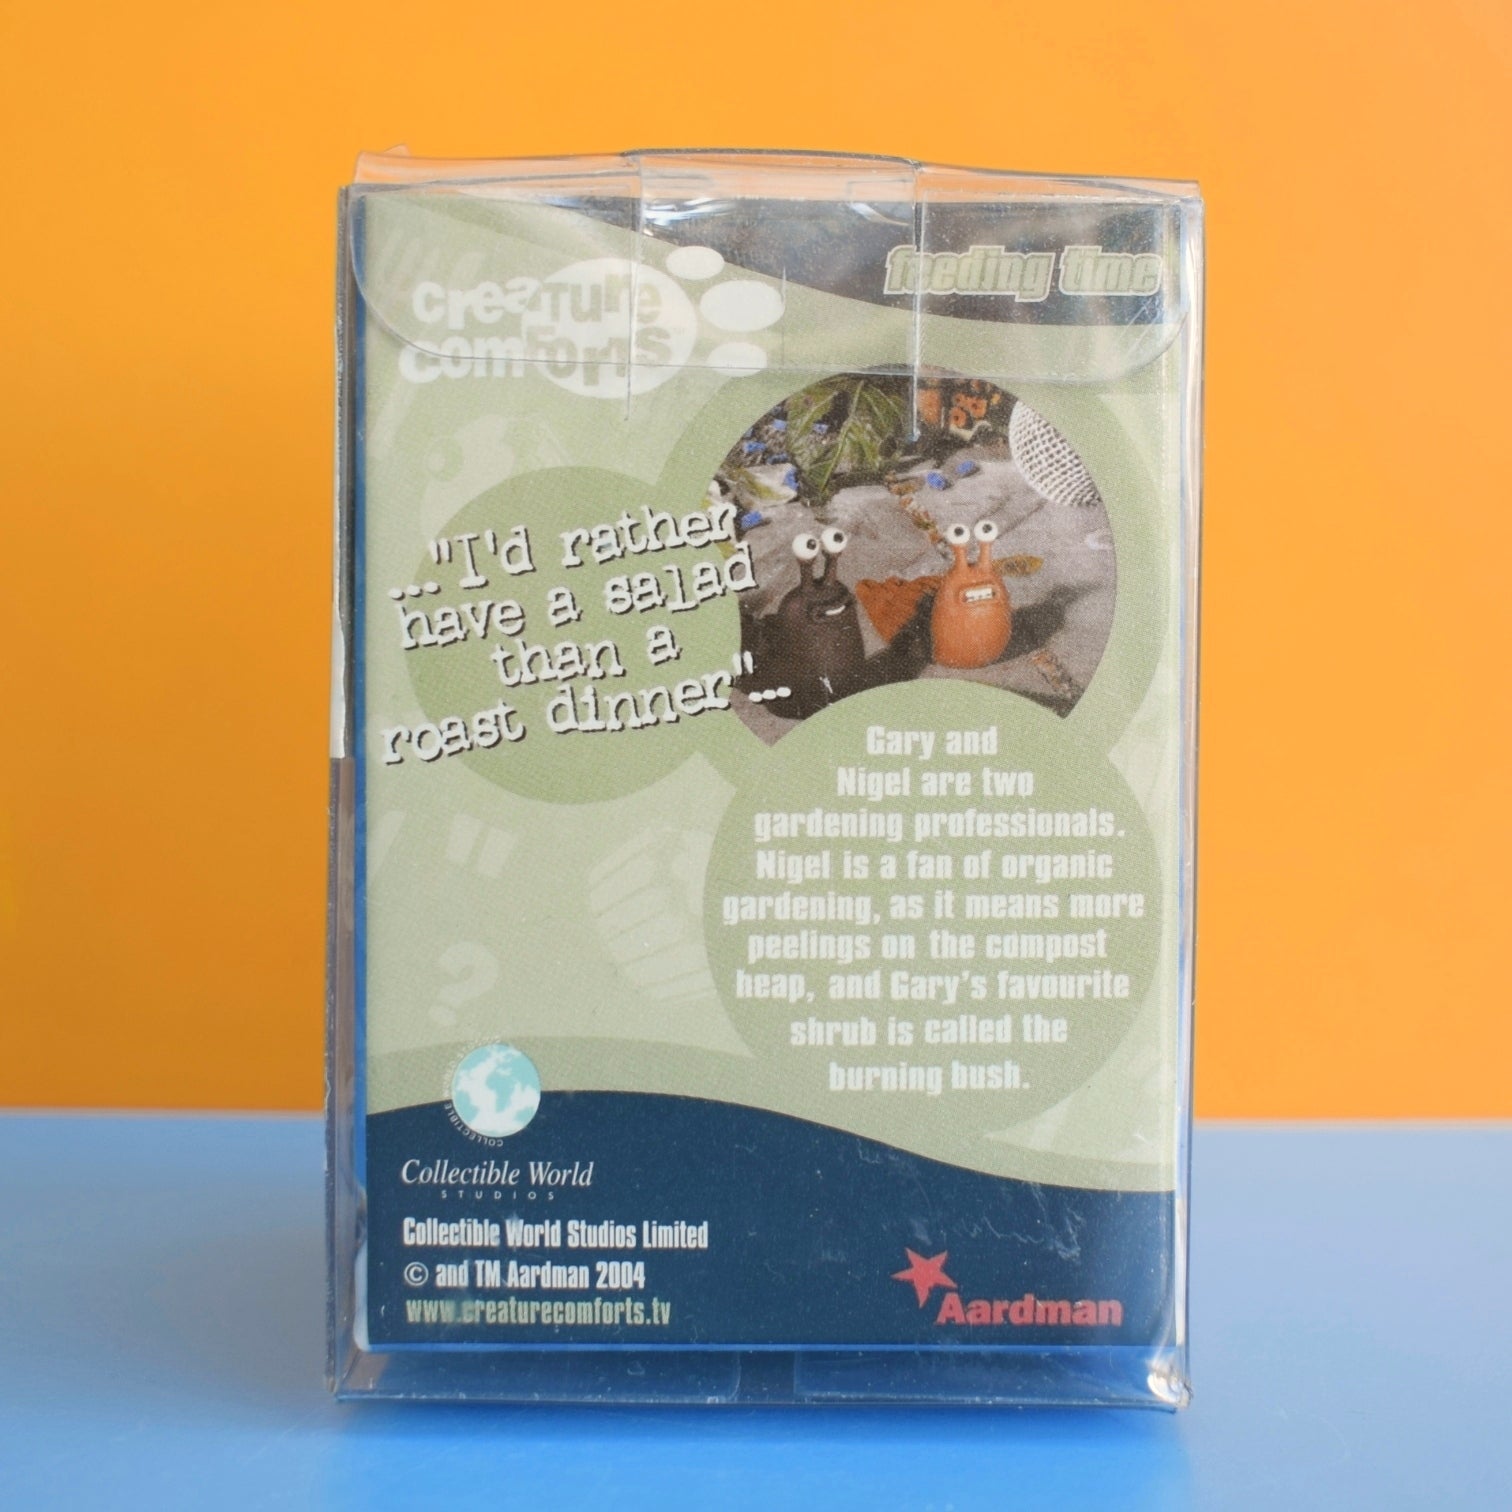 creature
comforts™
feeding time
..."I'd rather
have a salad
than a
roast dinner"...
Gary and
Nigel are two
gardening professionals.
Nigel is a fan of organic
gardening, as it means more
peelings on the compost
heap, and Gary's favourite
shrub is called the
burning bush.
COLLECTIBLE
Collectible World
STUDIOS
Collectible World Studios Limited
© and TM Aardman 2004
www.creaturecomforts.tv
Aardman